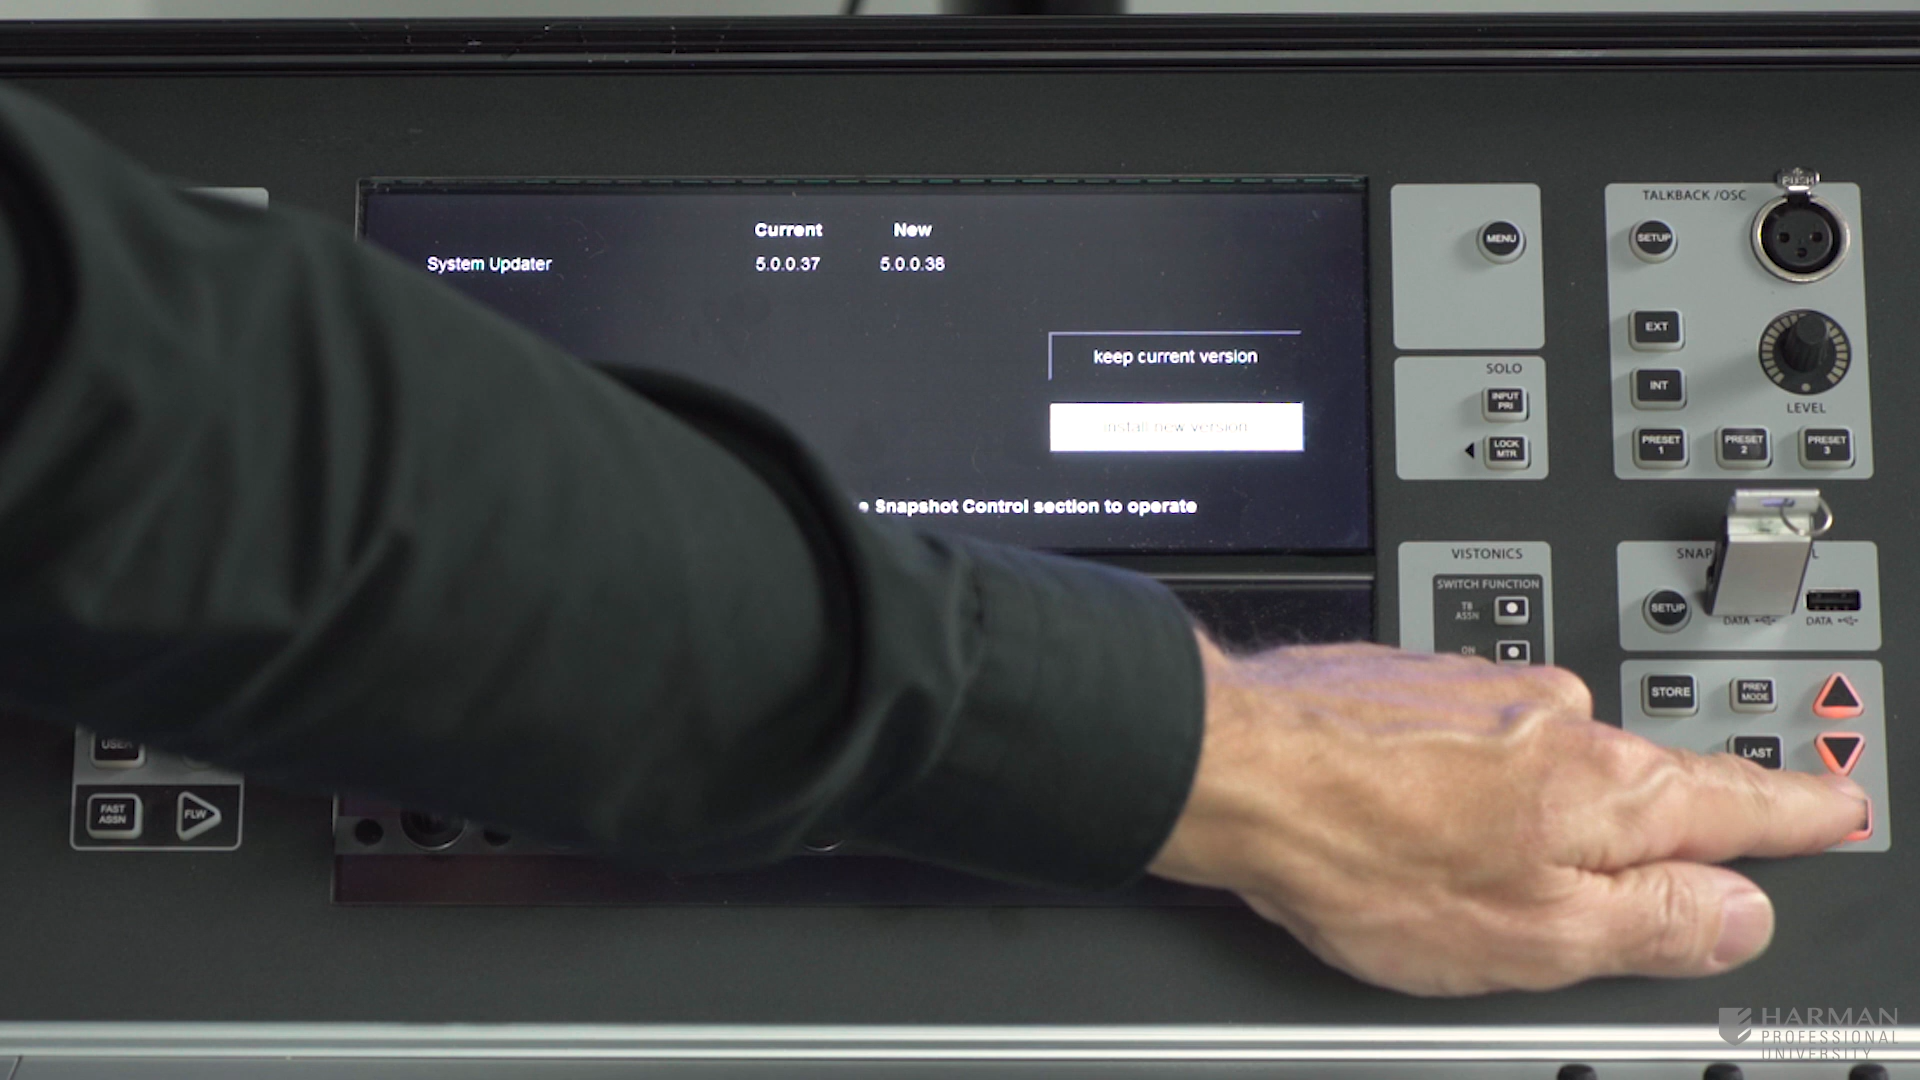 Current New
System Updater 5.0.0.37 5.0.0.38
keep current version
install new version
Snapshot Control section to operate
MENU
SOLO
INPUT
PRI
LOCK
MTR
VISTONICS
SWITCH FUNCTION
TB
ASSN
ON
TALKBACK /OSC
PUSH
SETUP
EXT
INT
LEVEL
PRESET
1
PRESET
2
PRESET
3
SNAP L
SETUP
DATA
DATA
STORE
PREV
MODE
LAST
USER
FAST
ASSN
FLW
HARMAN
PROFESSIONAL
UNIVERSITY